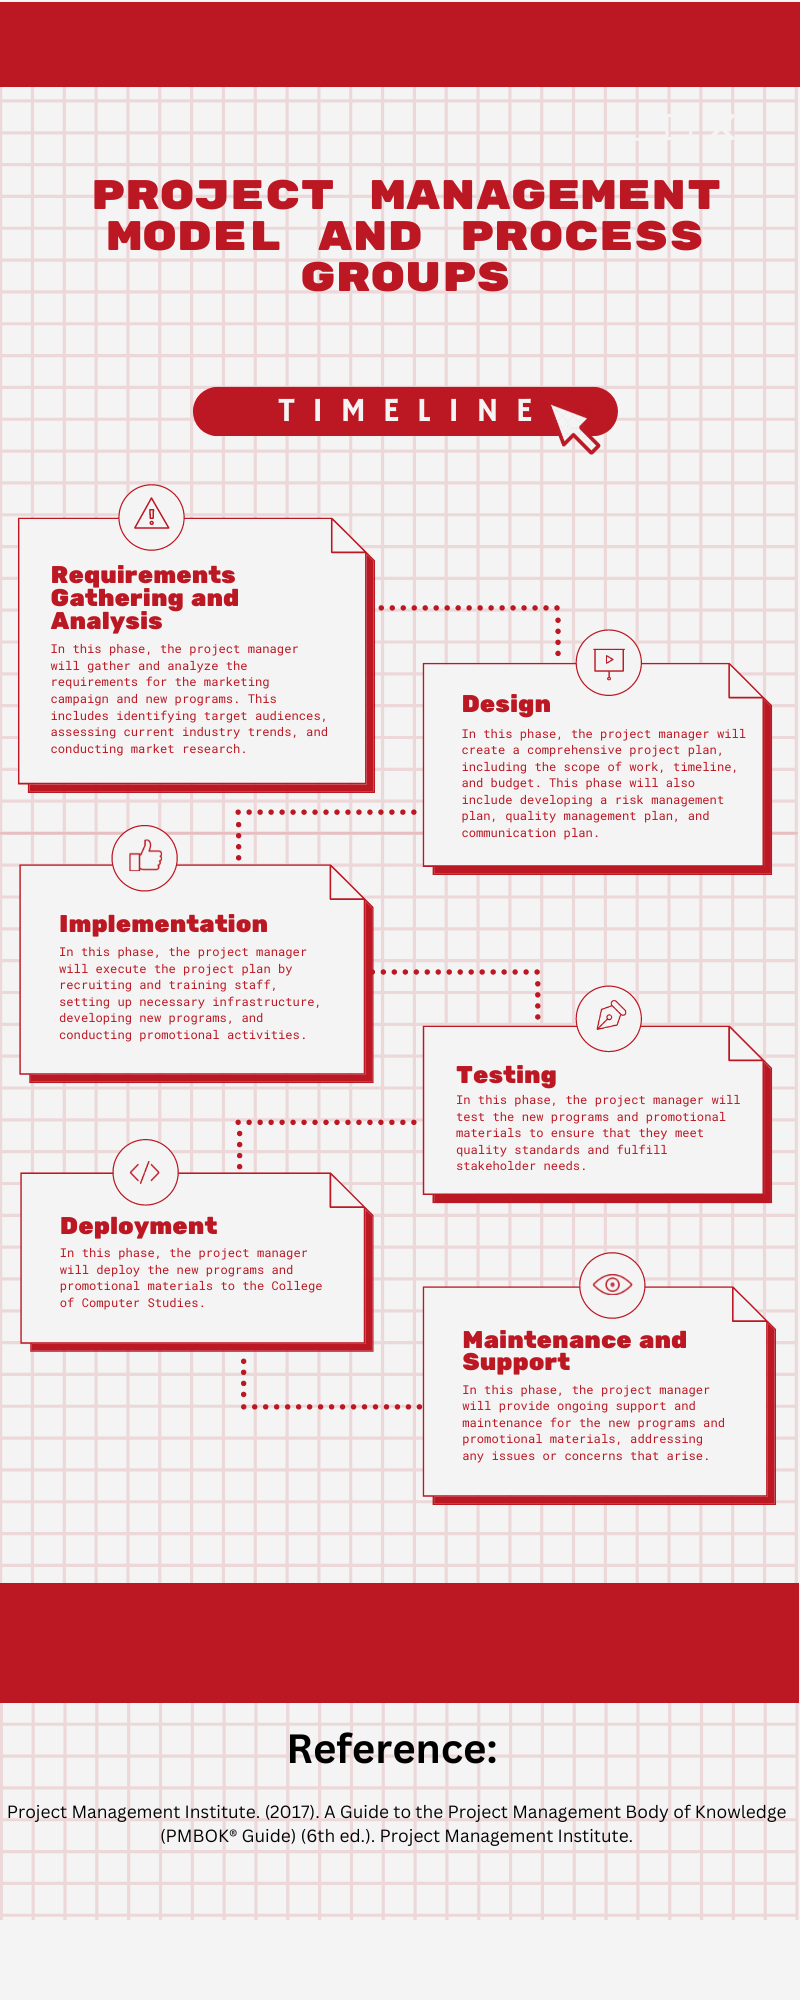 PROJECT MANAGEMENT
MODEL AND PROCESS
GROUPS
TIMELINE
Requirements
Gathering and
Analysis
In this phase, the project manager
will gather and analyze the
requirements for the marketing
campaign and new programs. This
includes identifying target audiences,
assessing current industry trends, and
conducting market research.
Design
In this phase, the project manager will
create a comprehensive project plan,
including the scope of work, timeline,
and budget. This phase will also
include developing a risk management
plan, quality management plan, and
communication plan.
Implementation
In this phase, the project manager
will execute the project plan by
recruiting and training staff,
setting up necessary infrastructure,
developing new programs, and
conducting promotional activities.
Testing
In this phase, the project manager will
test the new programs and promotional
materials to ensure that they meet
quality standards and fulfill
stakeholder needs.
Deployment
In this phase, the project manager
will deploy the new programs and
promotional materials to the College
of Computer Studies.
Maintenance and
Support
In this phase, the project manager
will provide ongoing support and
maintenance for the new programs and
promotional materials, addressing
any issues or concerns that arise.
Reference:
Project Management Institute. (2017). A Guide to the Project Management Body of Knowledge
(PMBOK® Guide) (6th ed.). Project Management Institute.